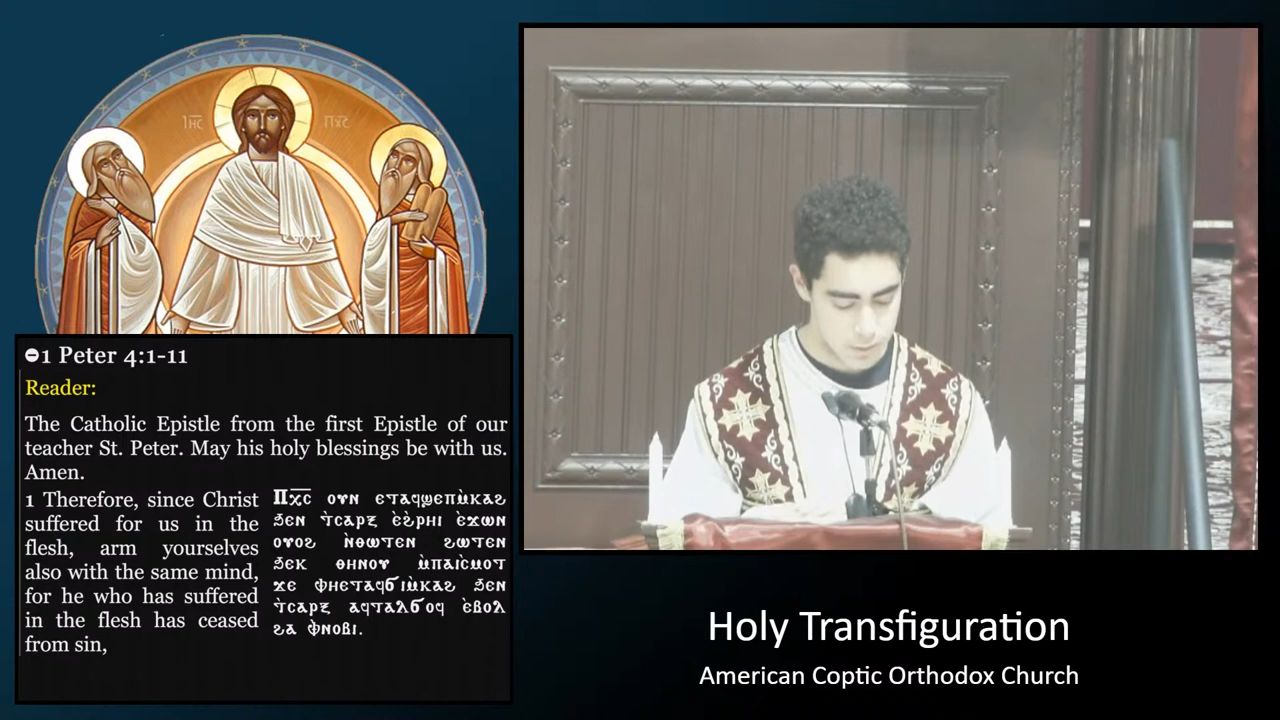 ⲒⲎ̅Ⲥ̅ Ⲡ̅Ⲭ̅Ⲥ̅
1 Peter 4:1-11
Reader:
The Catholic Epistle from the first Epistle of our
teacher St. Peter. May his holy blessings be with us.
Amen.
1 Therefore, since Christ
suffered for us in the
flesh, arm yourselves
also with the same mind,
for he who has suffered
in the flesh has ceased
from sin,
Ⲡⲭ̅ⲥ̅ ⲟⲩⲛ ⲉⲧⲁϥϣⲉⲡⲙ̀ⲕⲁϩ
ϧⲉⲛ ⲧ̀ⲥⲁⲣⲝ ⲉ̀ϩ̀ⲣⲏⲓ ⲉ̀ϫⲱⲛ
ⲟⲩⲟϩ ⲛ̀ⲑⲱⲧⲉⲛ ϩⲱⲧⲉⲛ
ϧⲉⲕ ⲑⲏⲛⲟⲩ ⲙ̀ⲡⲁⲓⲥ̀ⲙⲟⲧ
ϫⲉ ⲫⲏⲉⲧⲁϥϭⲓⲙ̀ⲕⲁϩ ϧⲉⲛ
ⲧ̀ⲥⲁⲣⲝ ⲁϥⲧⲁⲗϭⲟϥ ⲉ̀ⲃⲟⲗ
ϩⲁ ⲫ̀ⲛⲟⲃⲓ.
Holy Transfiguration
American Coptic Orthodox Church